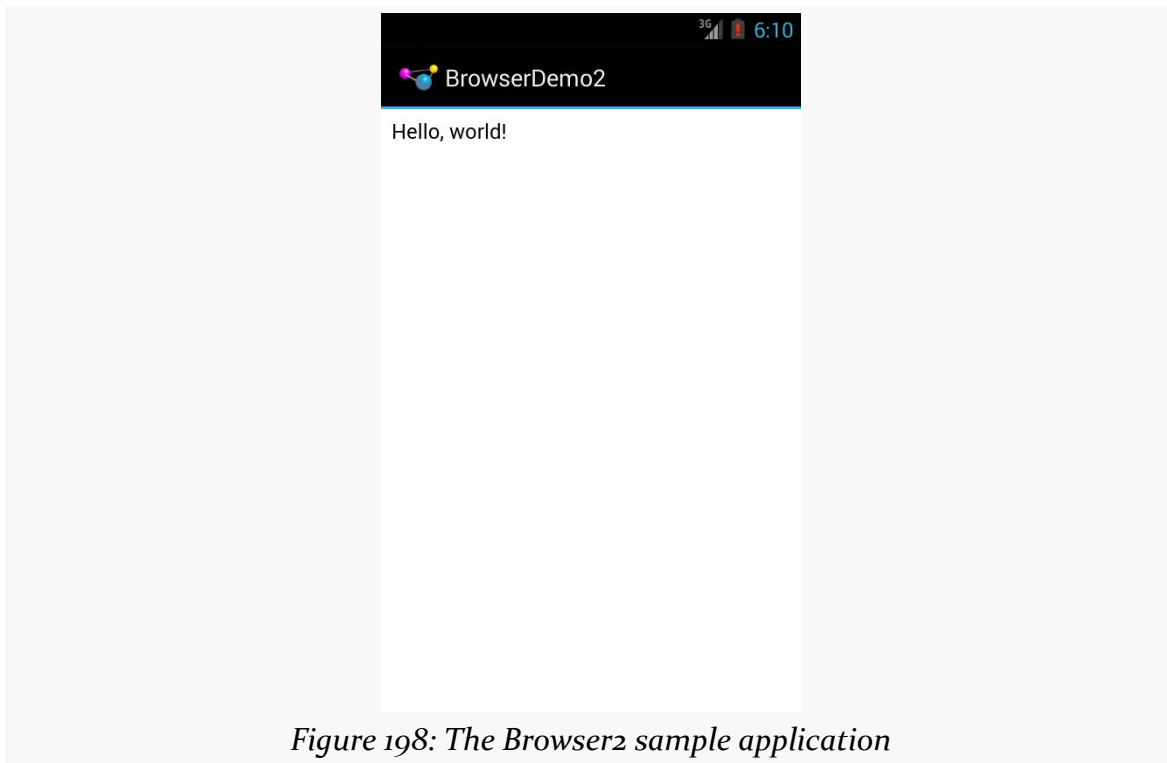 3G 6:10
BrowserDemo2
Hello, world!
Figure 198: The Browser2 sample application